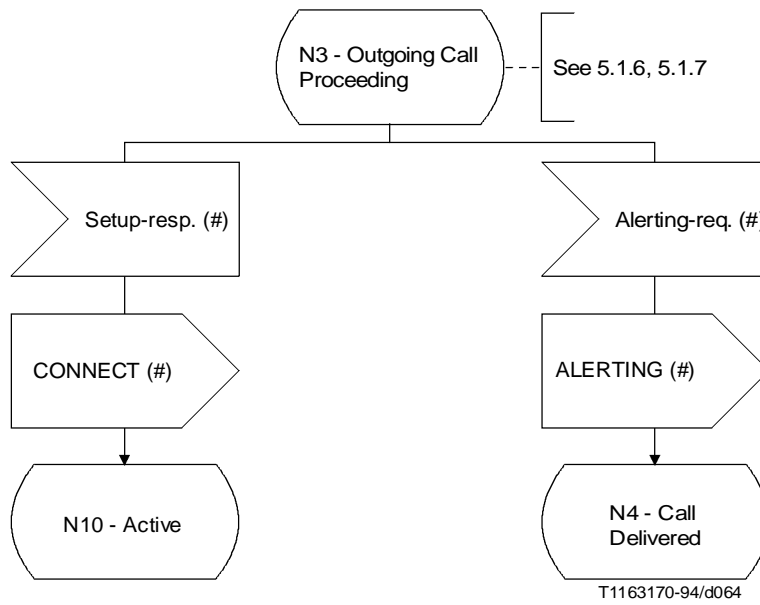 N3 - Outgoing Call
Proceeding
See 5.1.6, 5.1.7
Setup-resp. (#)
Alerting-req. (#)
CONNECT (#)
ALERTING (#)
N10 - Active
N4 - Call
Delivered
T1163170-94/d064